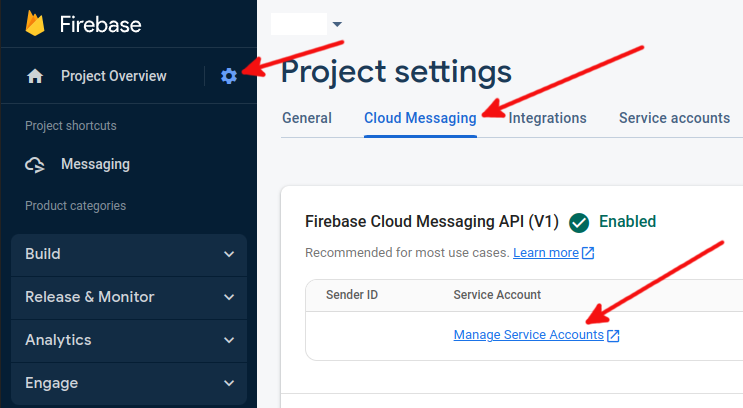 Firebase
Project Overview
Project shortcuts
Messaging
Product categories
Build
Release & Monitor
Analytics
Engage
Project settings
General Cloud Messaging Integrations Service accounts
Firebase Cloud Messaging API (V1) Enabled
Recommended for most use cases. Learn more
Sender ID Service Account
Manage Service Accounts